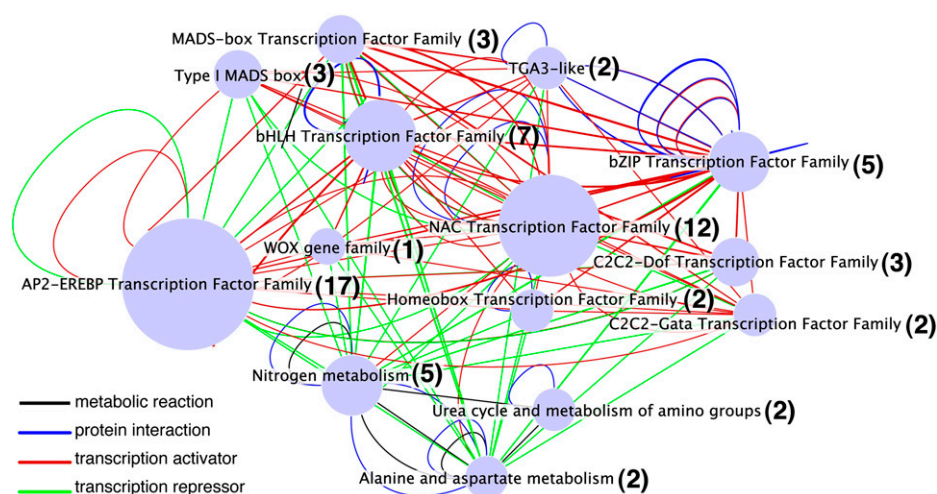 MADS-box Transcription Factor Family (3)
Type I MADS box (3)
TGA3-like (2)
bHLH Transcription Factor Family (7)
bZIP Transcription Factor Family (5)
NAC Transcription Factor Family (12)
WOX gene family (1)
C2C2-Dof Transcription Factor Family (3)
AP2-EREBP Transcription Factor Family (17)
Homeobox Transcription Factor Family (2)
C2C2-Gata Transcription Factor Family (2)
Nitrogen metabolism (5)
Urea cycle and metabolism of amino groups (2)
Alanine and aspartate metabolism (2)
metabolic reaction
protein interaction
transcription activator
transcription repressor